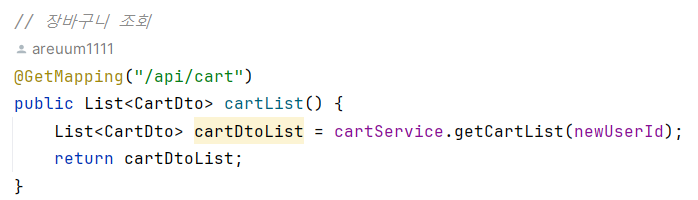 // 장바구니 조회
areuum1111
@GetMapping("/api/cart")
public List<CartDto> cartList() {
    List<CartDto> cartDtoList = cartService.getCartList(newUserId);
    return cartDtoList;
}